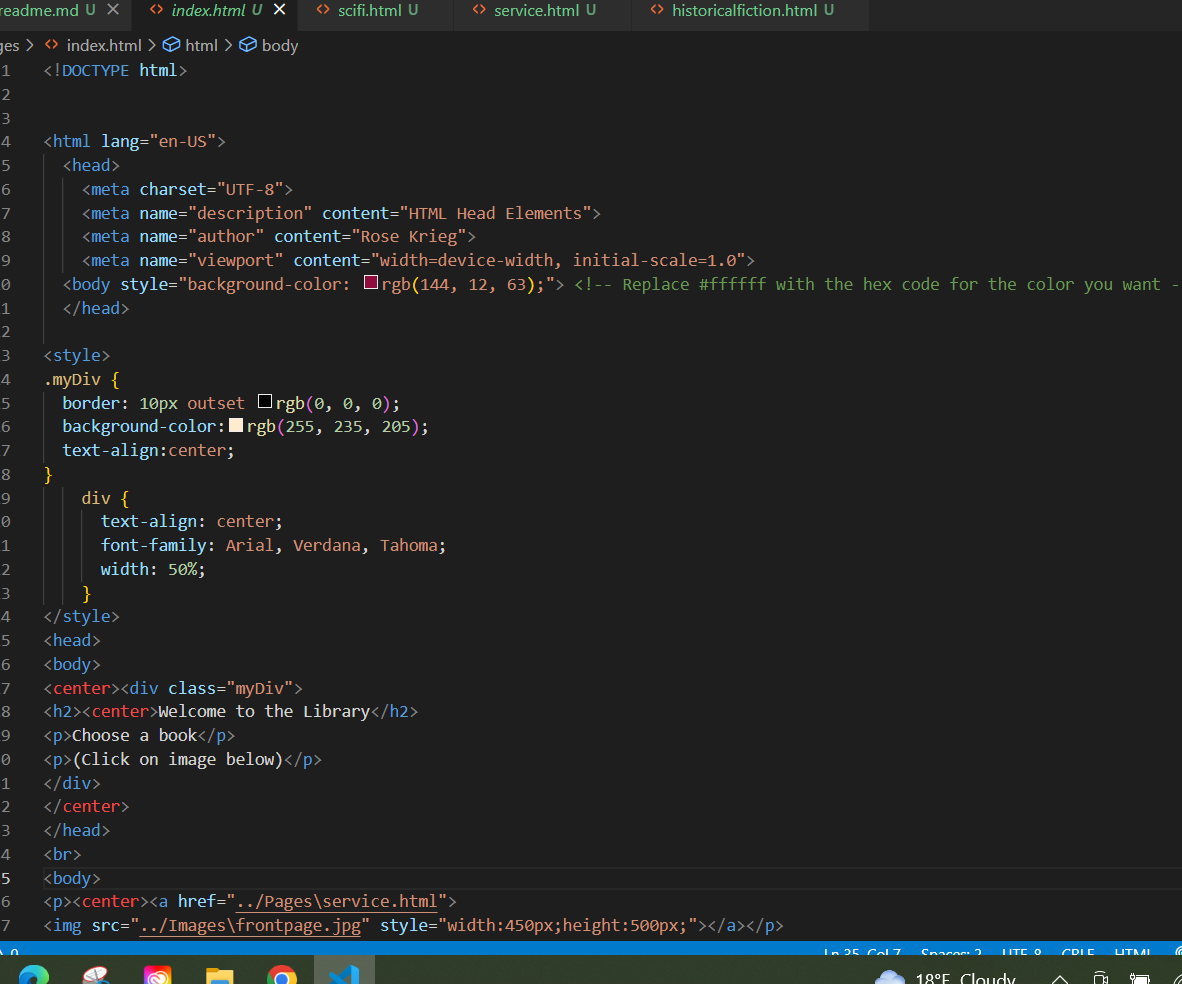 readme.md U × <> index.html U × <> scifi.html U <> service.html U <> historicalfiction.html U
ges > <> index.html > html > body
1 <!DOCTYPE html>
2
3
4 <html lang="en-US">
5 <head>
6 <meta charset="UTF-8">
7 <meta name="description" content="HTML Head Elements">
8 <meta name="author" content="Rose Krieg">
9 <meta name="viewport" content="width=device-width, initial-scale=1.0">
0 <body style="background-color: rgb(144, 12, 63);"> <!-- Replace #ffffff with the hex code for the color you want -
1 </head>
2
3 <style>
4 .myDiv {
5 border: 10px outset rgb(0, 0, 0);
6 background-color: rgb(255, 235, 205);
7 text-align:center;
8 }
9 div {
0 text-align: center;
1 font-family: Arial, Verdana, Tahoma;
2 width: 50%;
3 }
4 </style>
5 <head>
6 <body>
7 <center><div class="myDiv">
8 <h2><center>Welcome to the Library</h2>
9 <p>Choose a book</p>
0 <p>(Click on image below)</p>
1 </div>
2 </center>
3 </head>
4 <br>
5 <body>
6 <p><center><a href="../Pages\service.html">
7 <img src="../Images\frontpage.jpg" style="width:450px;height:500px;"></a></p>
0 Ln 35, Col 7 Spaces: 2 UTF-8 CRLF HTML
18°F Cloudy